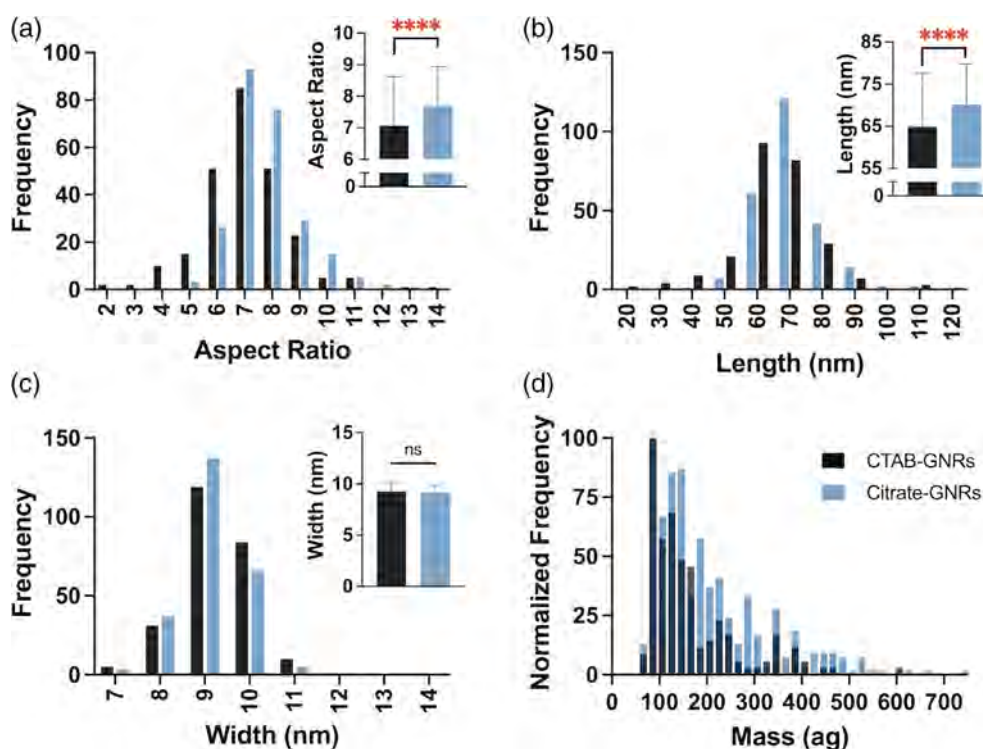 (a)
100
80
60
40
20
0
Frequency
2 3 4 5 6 7 8 9 10 11 12 13 14
Aspect Ratio
****
10
9
8
7
6
0
Aspect Ratio
(b)
150
100
50
0
Frequency
20 30 40 50 60 70 80 90 100 110 120
Length (nm)
****
85
75
65
55
0
Length (nm)
(c)
150
100
50
0
Frequency
7 8 9 10 11 12 13 14
Width (nm)
ns
15
10
5
0
Width (nm)
(d)
100
75
50
25
0
Normalized Frequency
0 100 200 300 400 500 600 700
Mass (ag)
CTAB-GNRs
Citrate-GNRs